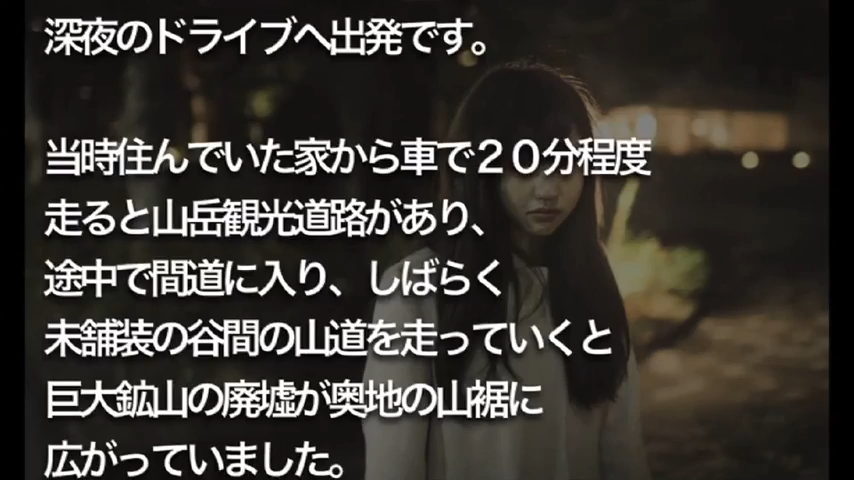 深夜のドライブへ出発です。
当時住んでいた家から車で２０分程度
走ると山岳観光道路があり、
途中で間道に入り、しばらく
未舗装の谷間の山道を走っていくと
巨大鉱山の廃墟が奥地の山裾に
広がっていました。